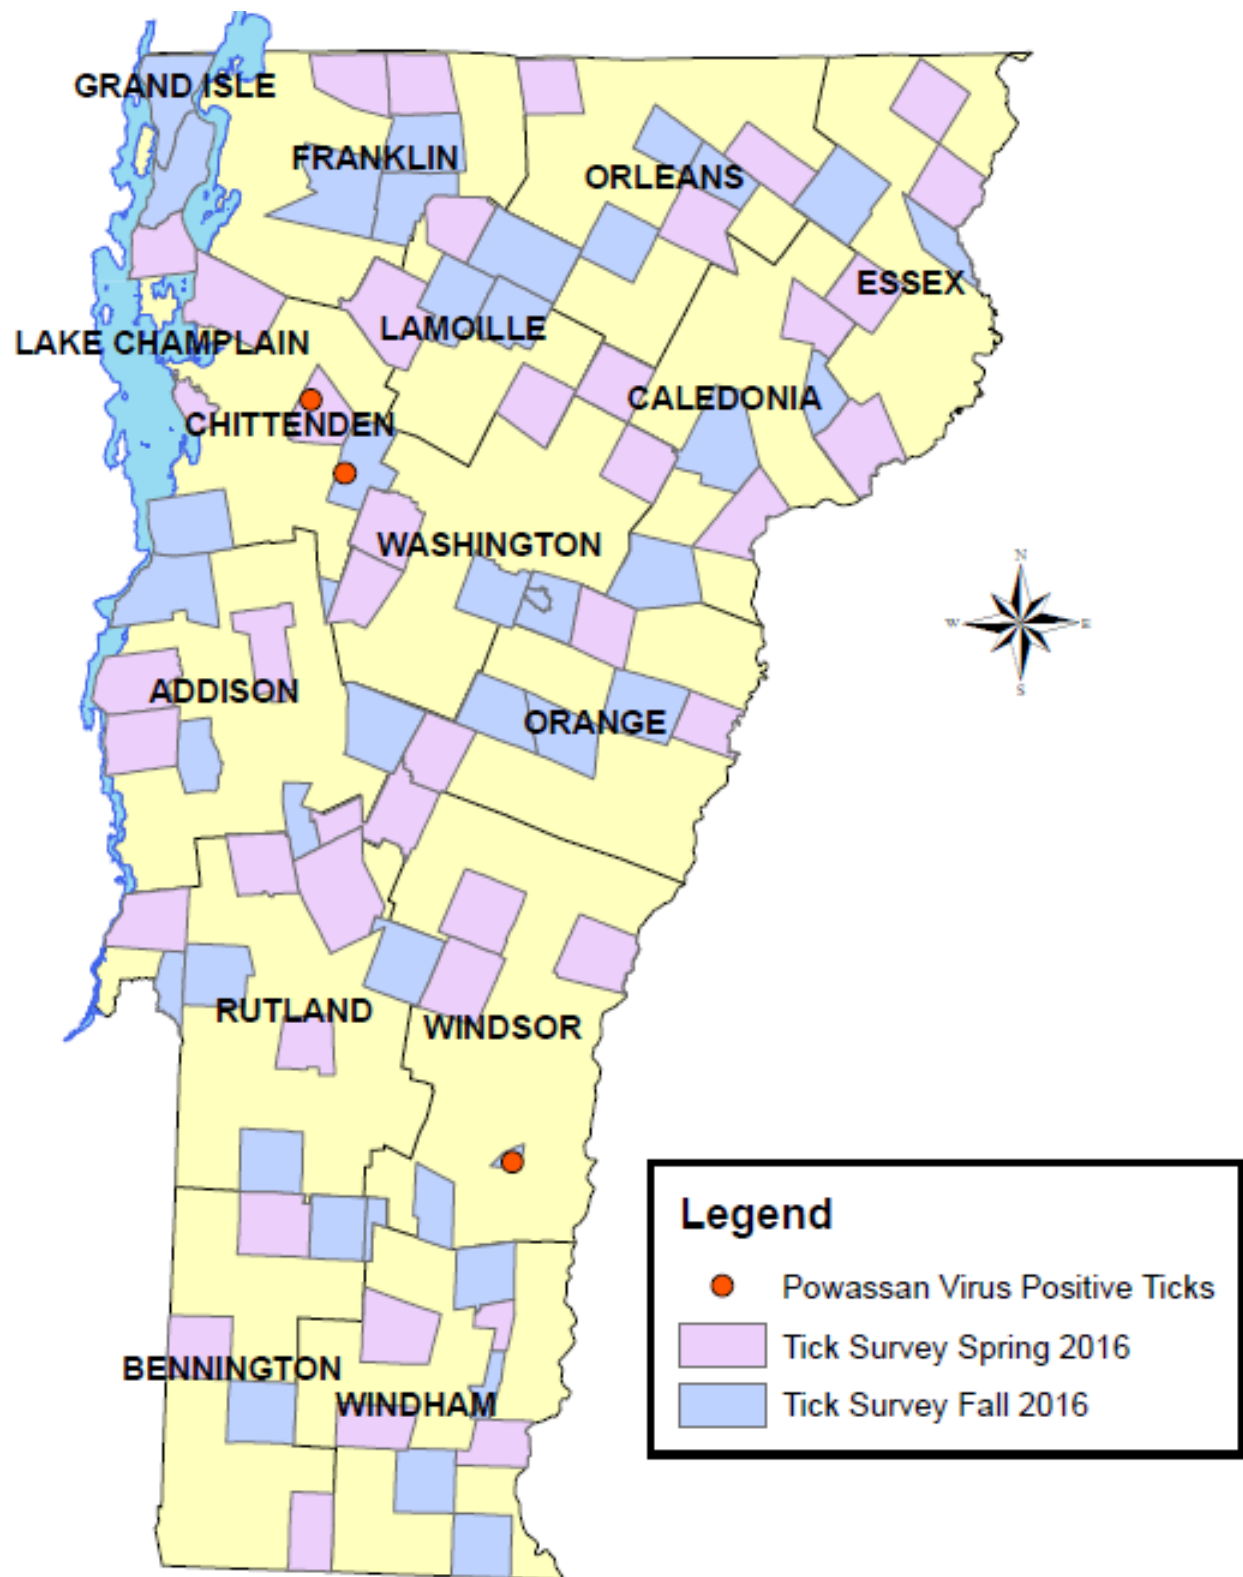 GRAND ISLE
FRANKLIN
ORLEANS
ESSEX
LAKE CHAMPLAIN
LAMOILLE
CALEDONIA
CHITTENDEN
WASHINGTON
N
W
E
S
ADDISON
ORANGE
RUTLAND
WINDSOR
BENNINGTON
WINDHAM
Legend
Powassan Virus Positive Ticks
Tick Survey Spring 2016
Tick Survey Fall 2016